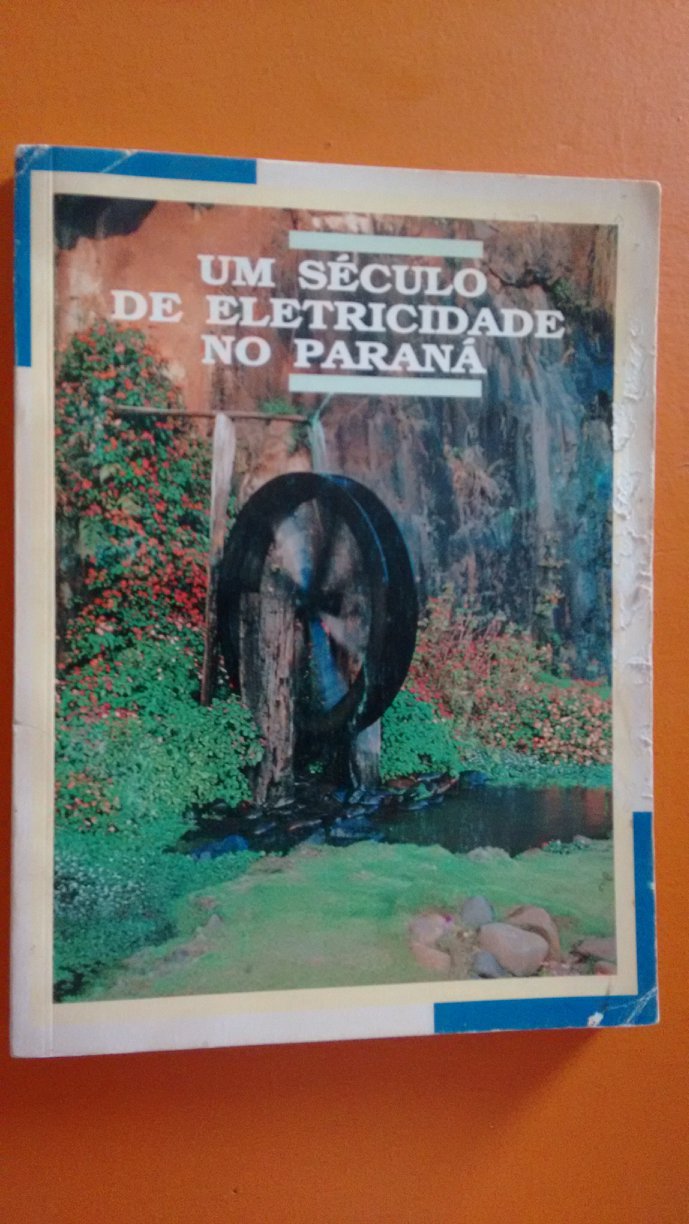 UM SÉCULO
DE ELETRICIDADE
NO PARANÁ